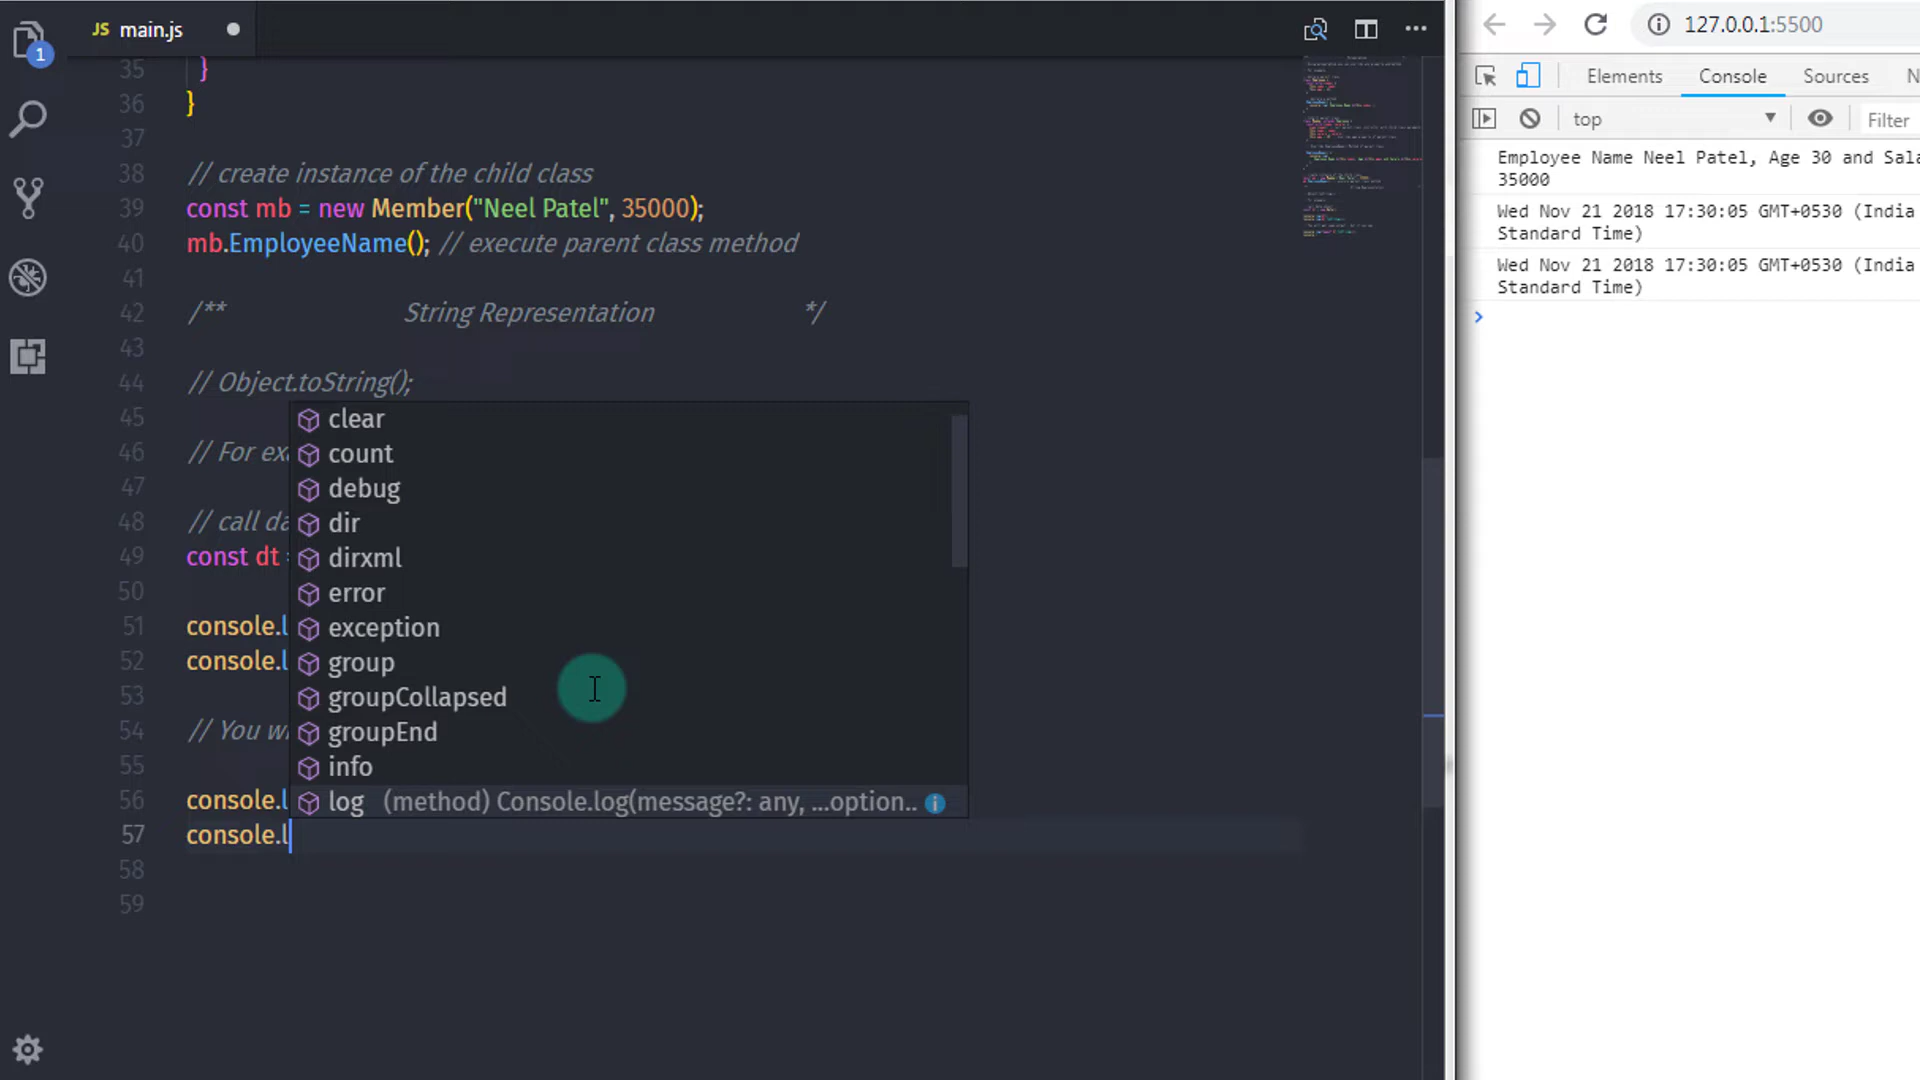 JS main.js
1
35 }
36 }
37
38 // create instance of the child class
39 const mb = new Member("Neel Patel", 35000);
40 mb.EmployeeName(); // execute parent class method
41
42 /** String Representation */
43
44 // Object.toString();
45
46 // For exa
47
48 // call da
49 const dt =
50
51 console.l
52 console.l
53
54 // You wi
55
56 console.l
57 console.l
58
59
clear
count
debug
dir
dirxml
error
exception
group
groupCollapsed
groupEnd
info
log (method) Console.log(message?: any, ...option..
127.0.0.1:5500
Elements Console Sources N
top Filter
Employee Name Neel Patel, Age 30 and Sala
35000
Wed Nov 21 2018 17:30:05 GMT+0530 (India
Standard Time)
Wed Nov 21 2018 17:30:05 GMT+0530 (India
Standard Time)